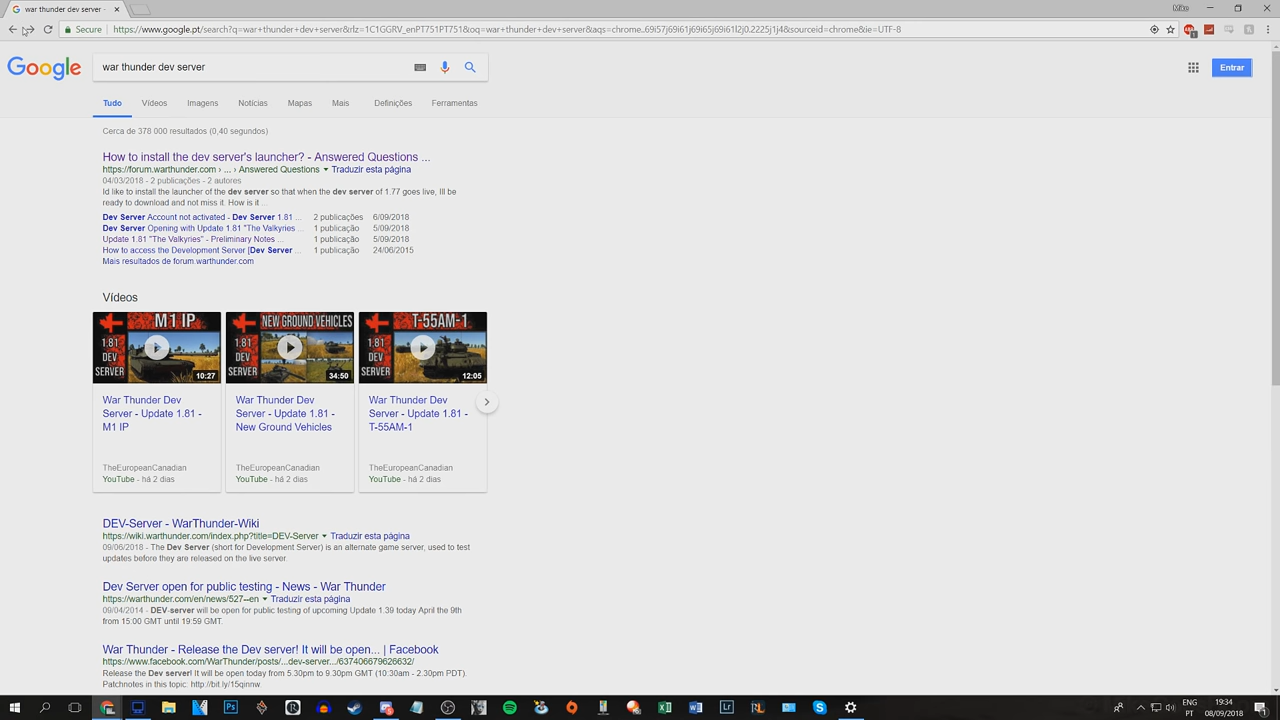 war thunder dev server -
Secure
https://www.google.pt/search?q=war+thunder+dev+server&rlz=1C1GGRV_enPT751PT751&oq=war+thunder+dev+server&aqs=chrome..69i57j69i61j69i65j69i61l2j0.2225j1j4&sourceid=chrome&ie=UTF-8
Google
war thunder dev server
Entrar
Tudo Vídeos Imagens Notícias Mapas Mais Definições Ferramentas
Cerca de 378 000 resultados (0,40 segundos)
How to install the dev server's launcher? - Answered Questions ...
https://forum.warthunder.com › ... › Answered Questions ▾ Traduzir esta página
04/03/2018 - 2 publicações - 2 autores
Id like to install the launcher of the dev server so that when the dev server of 1.77 goes live, Ill be
ready to download and not miss it. How is it ...
Dev Server Account not activated - Dev Server 1.81 ... 2 publicações 6/09/2018
Dev Server Opening with Update 1.81 "The Valkyries ... 1 publicação 5/09/2018
Update 1.81 "The Valkyries" - Preliminary Notes ... 1 publicação 5/09/2018
How to access the Development Server [Dev Server ... 1 publicação 24/06/2015
Mais resultados de forum.warthunder.com
Vídeos
M1 IP
1.81
DEV
SERVER
10:27
NEW GROUND VEHICLES
1.81
DEV
SERVER
34:50
T-55AM-1
1.81
DEV
SERVER
12:05
War Thunder Dev
Server - Update 1.81 -
M1 IP
TheEuropeanCanadian
YouTube - há 2 dias
War Thunder Dev
Server - Update 1.81 -
New Ground Vehicles
TheEuropeanCanadian
YouTube - há 2 dias
War Thunder Dev
Server - Update 1.81 -
T-55AM-1
TheEuropeanCanadian
YouTube - há 2 dias
DEV-Server - WarThunder-Wiki
https://wiki.warthunder.com/index.php?title=DEV-Server ▾ Traduzir esta página
09/06/2018 - The Dev Server (short for Development Server) is an alternate game server, used to test
updates before they are released on the live server.
Dev Server open for public testing - News - War Thunder
https://warthunder.com/en/news/527--en ▾ Traduzir esta página
09/04/2014 - DEV-server will be open for public testing of upcoming Update 1.39 today April the 9th
from 15:00 GMT until 19:59 GMT.
War Thunder - Release the Dev server! It will be open... | Facebook
https://www.facebook.com/WarThunder/posts/...dev-server.../637406679626632/
Release the Dev server! It will be open today from 5.30pm to 9.30pm GMT (10:30am - 2.30pm PDT).
Patchnotes in this topic: http://bit.ly/15qinnw.
ENG
PT
19:34
08/09/2018